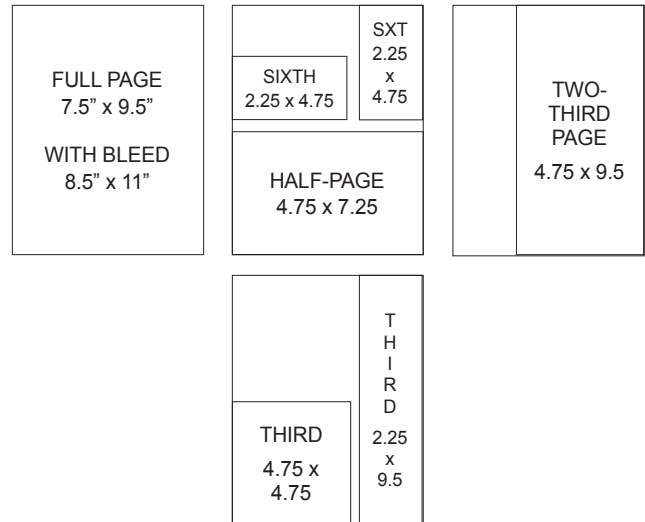 FULL PAGE
7.5” x 9.5”
WITH BLEED
8.5” x 11”
SIXTH
2.25 x 4.75
SXT
2.25
x
4.75
HALF-PAGE
4.75 x 7.25
TWO-
THIRD
PAGE
4.75 x 9.5
THIRD
4.75 x
4.75
T
H
I
R
D
2.25
x
9.5